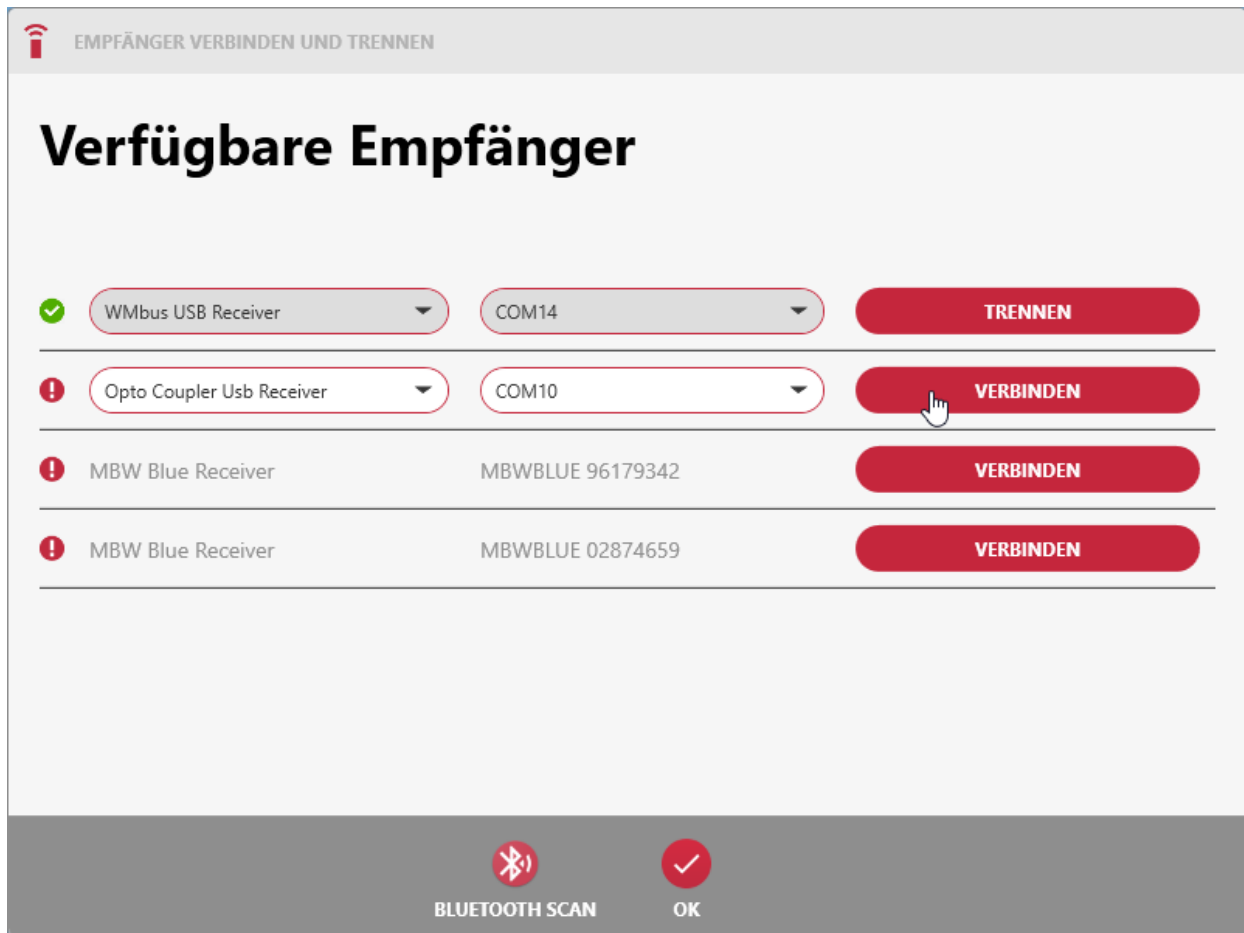 EMPFÄNGER VERBINDEN UND TRENNEN
Verfügbare Empfänger
WMbus USB Receiver COM14 TRENNEN
Opto Coupler Usb Receiver COM10 VERBINDEN
MBW Blue Receiver MBWBLUE 96179342 VERBINDEN
MBW Blue Receiver MBWBLUE 02874659 VERBINDEN
BLUETOOTH SCAN OK